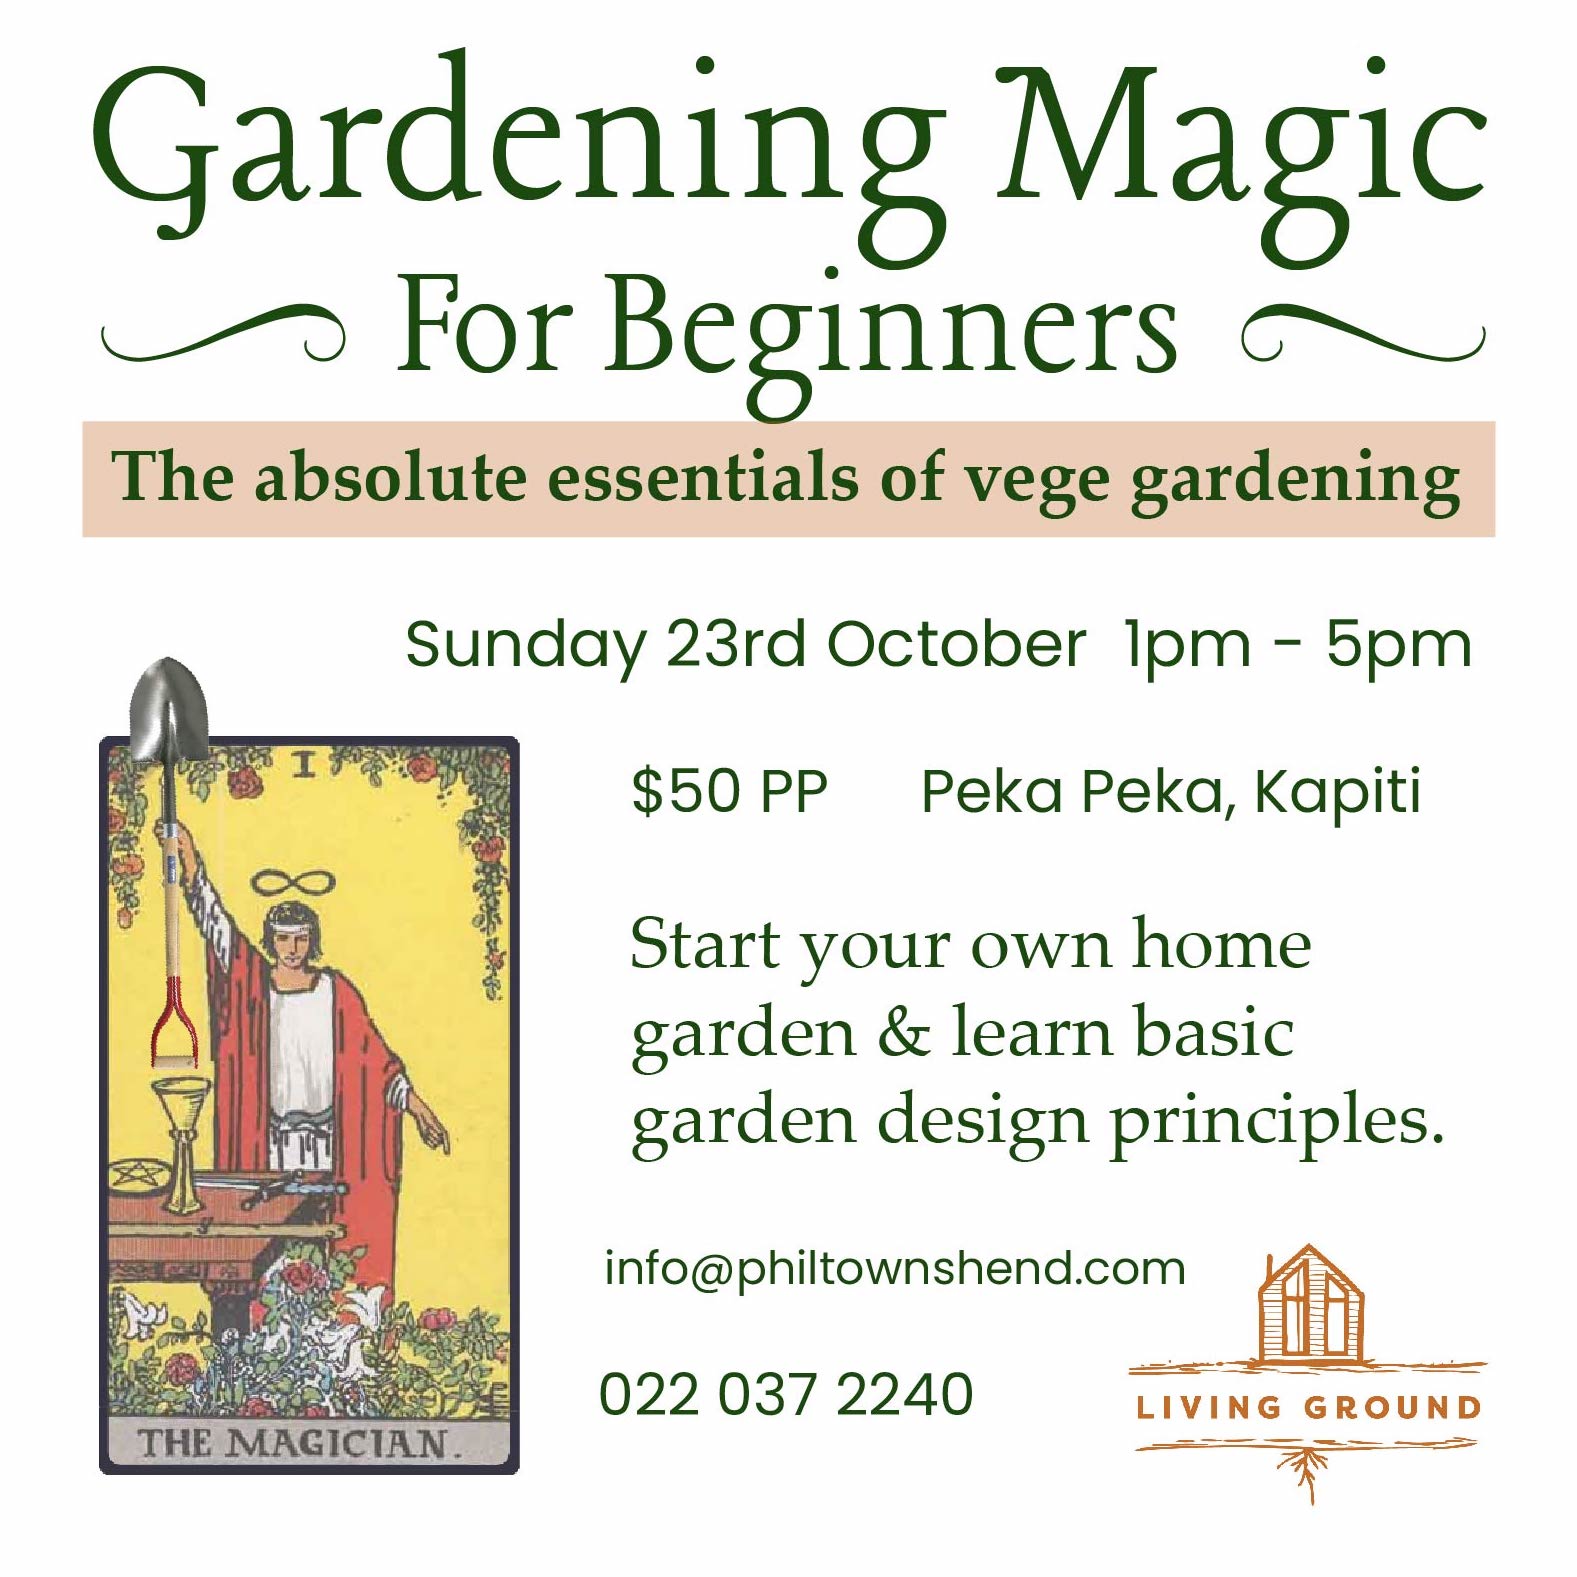 Gardening Magic
For Beginners
The absolute essentials of vege gardening
Sunday 23rd October 1pm - 5pm
$50 PP Peka Peka, Kapiti
I
Start your own home
garden & learn basic
garden design principles.
info@philtownshend.com
022 037 2240
LIVING GROUND
THE MAGICIAN.